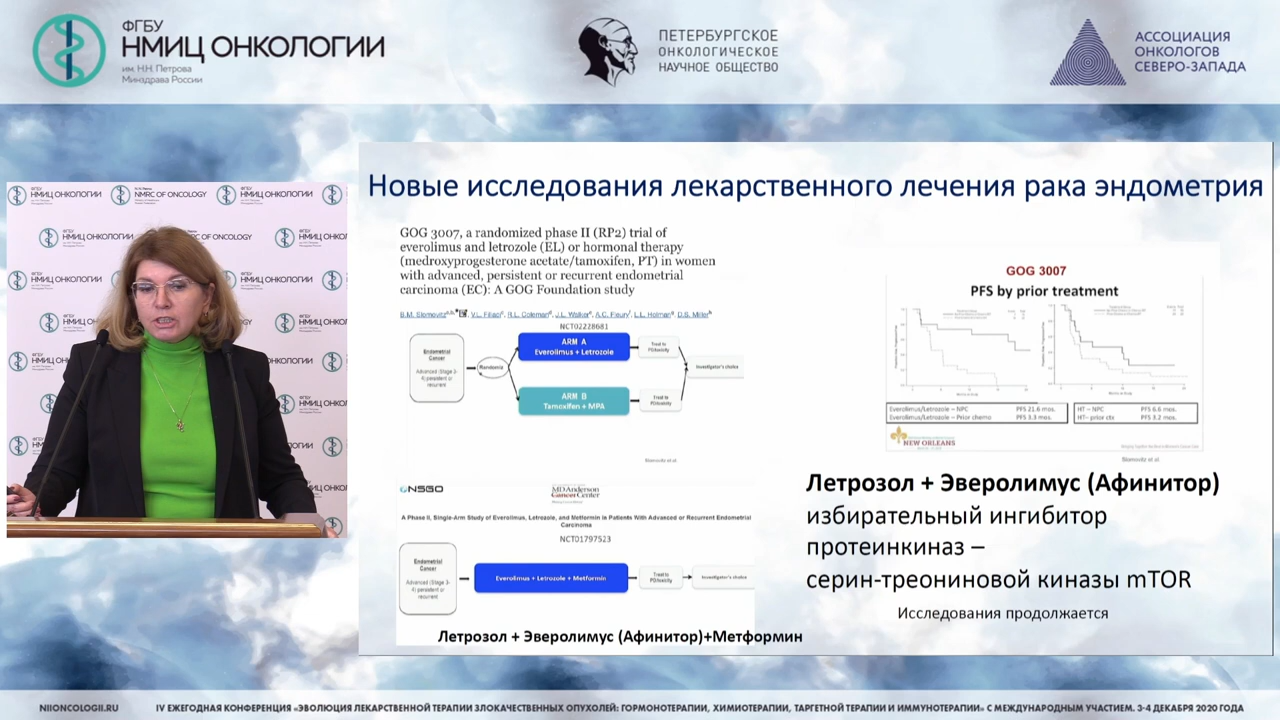 ФГБУ
НМИЦ ОНКОЛОГИИ
им. Н.Н. Петрова
Минздрава России
ПЕТЕРБУРГСКОЕ
ОНКОЛОГИЧЕСКОЕ
НАУЧНОЕ ОБЩЕСТВО
АССОЦИАЦИЯ
ОНКОЛОГОВ
СЕВЕРО-ЗАПАДА
ФГБУ
НМИЦ ОНКОЛОГИИ
NMRC OF ONCOLOGY
Новые исследования лекарственного лечения рака эндометрия
GOG 3007, a randomized phase II (RP2) trial of
everolimus and letrozole (EL) or hormonal therapy
(medroxyprogesterone acetate/tamoxifen, PT) in women
with advanced, persistent or recurrent endometrial
carcinoma (EC): A GOG Foundation study
NCT02228681
Endometrial
Cancer
Advanced (Stage 3-
4) persistent or
recurrent
Randomize
ARM A
Everolimus + Letrozole
ARM B
Tamoxifen + MPA
Treat to
PD/toxicity
Treat to
PD/toxicity
Investigator's choice
Slomovitz et al
NSGO
MD Anderson
Cancer Center
A Phase II, Single-Arm Study of Everolimus, Letrozole, and Metformin in Patients With Advanced or Recurrent Endometrial
Carcinoma
NCT01797523
Endometrial
Cancer
Advanced (Stage 3-
4) persistent or
recurrent
Everolimus + Letrozole + Metformin
Treat to
PD/toxicity
Investigator's choice
Летрозол + Эверолимус (Афинитор)+Метформин
GOG 3007
PFS by prior treatment
Everolimus/Letrozole – NPC PFS 21.6 mos.
Everolimus/Letrozole – Prior chemo PFS 3.3 mos.
HT – NPC PFS 6.6 mos.
HT– prior ctx PFS 3.2 mos.
NEW ORLEANS
Slomovitz et al
Летрозол + Эверолимус (Афинитор)
избирательный ингибитор
протеинкиназ –
серин-треониновой киназы mTOR
Исследования продолжается
NIIONCOLOGII.RU
IV ЕЖЕГОДНАЯ КОНФЕРЕНЦИЯ «ЭВОЛЮЦИЯ ЛЕКАРСТВЕННОЙ ТЕРАПИИ ЗЛОКАЧЕСТВЕННЫХ ОПУХОЛЕЙ: ГОРМОНОТЕРАПИИ, ХИМИОТЕРАПИИ, ТАРГЕТНОЙ ТЕРАПИИ И ИММУНОТЕРАПИИ» С МЕЖДУНАРОДНЫМ УЧАСТИЕМ. 3-4 ДЕКАБРЯ 2020 ГОДА